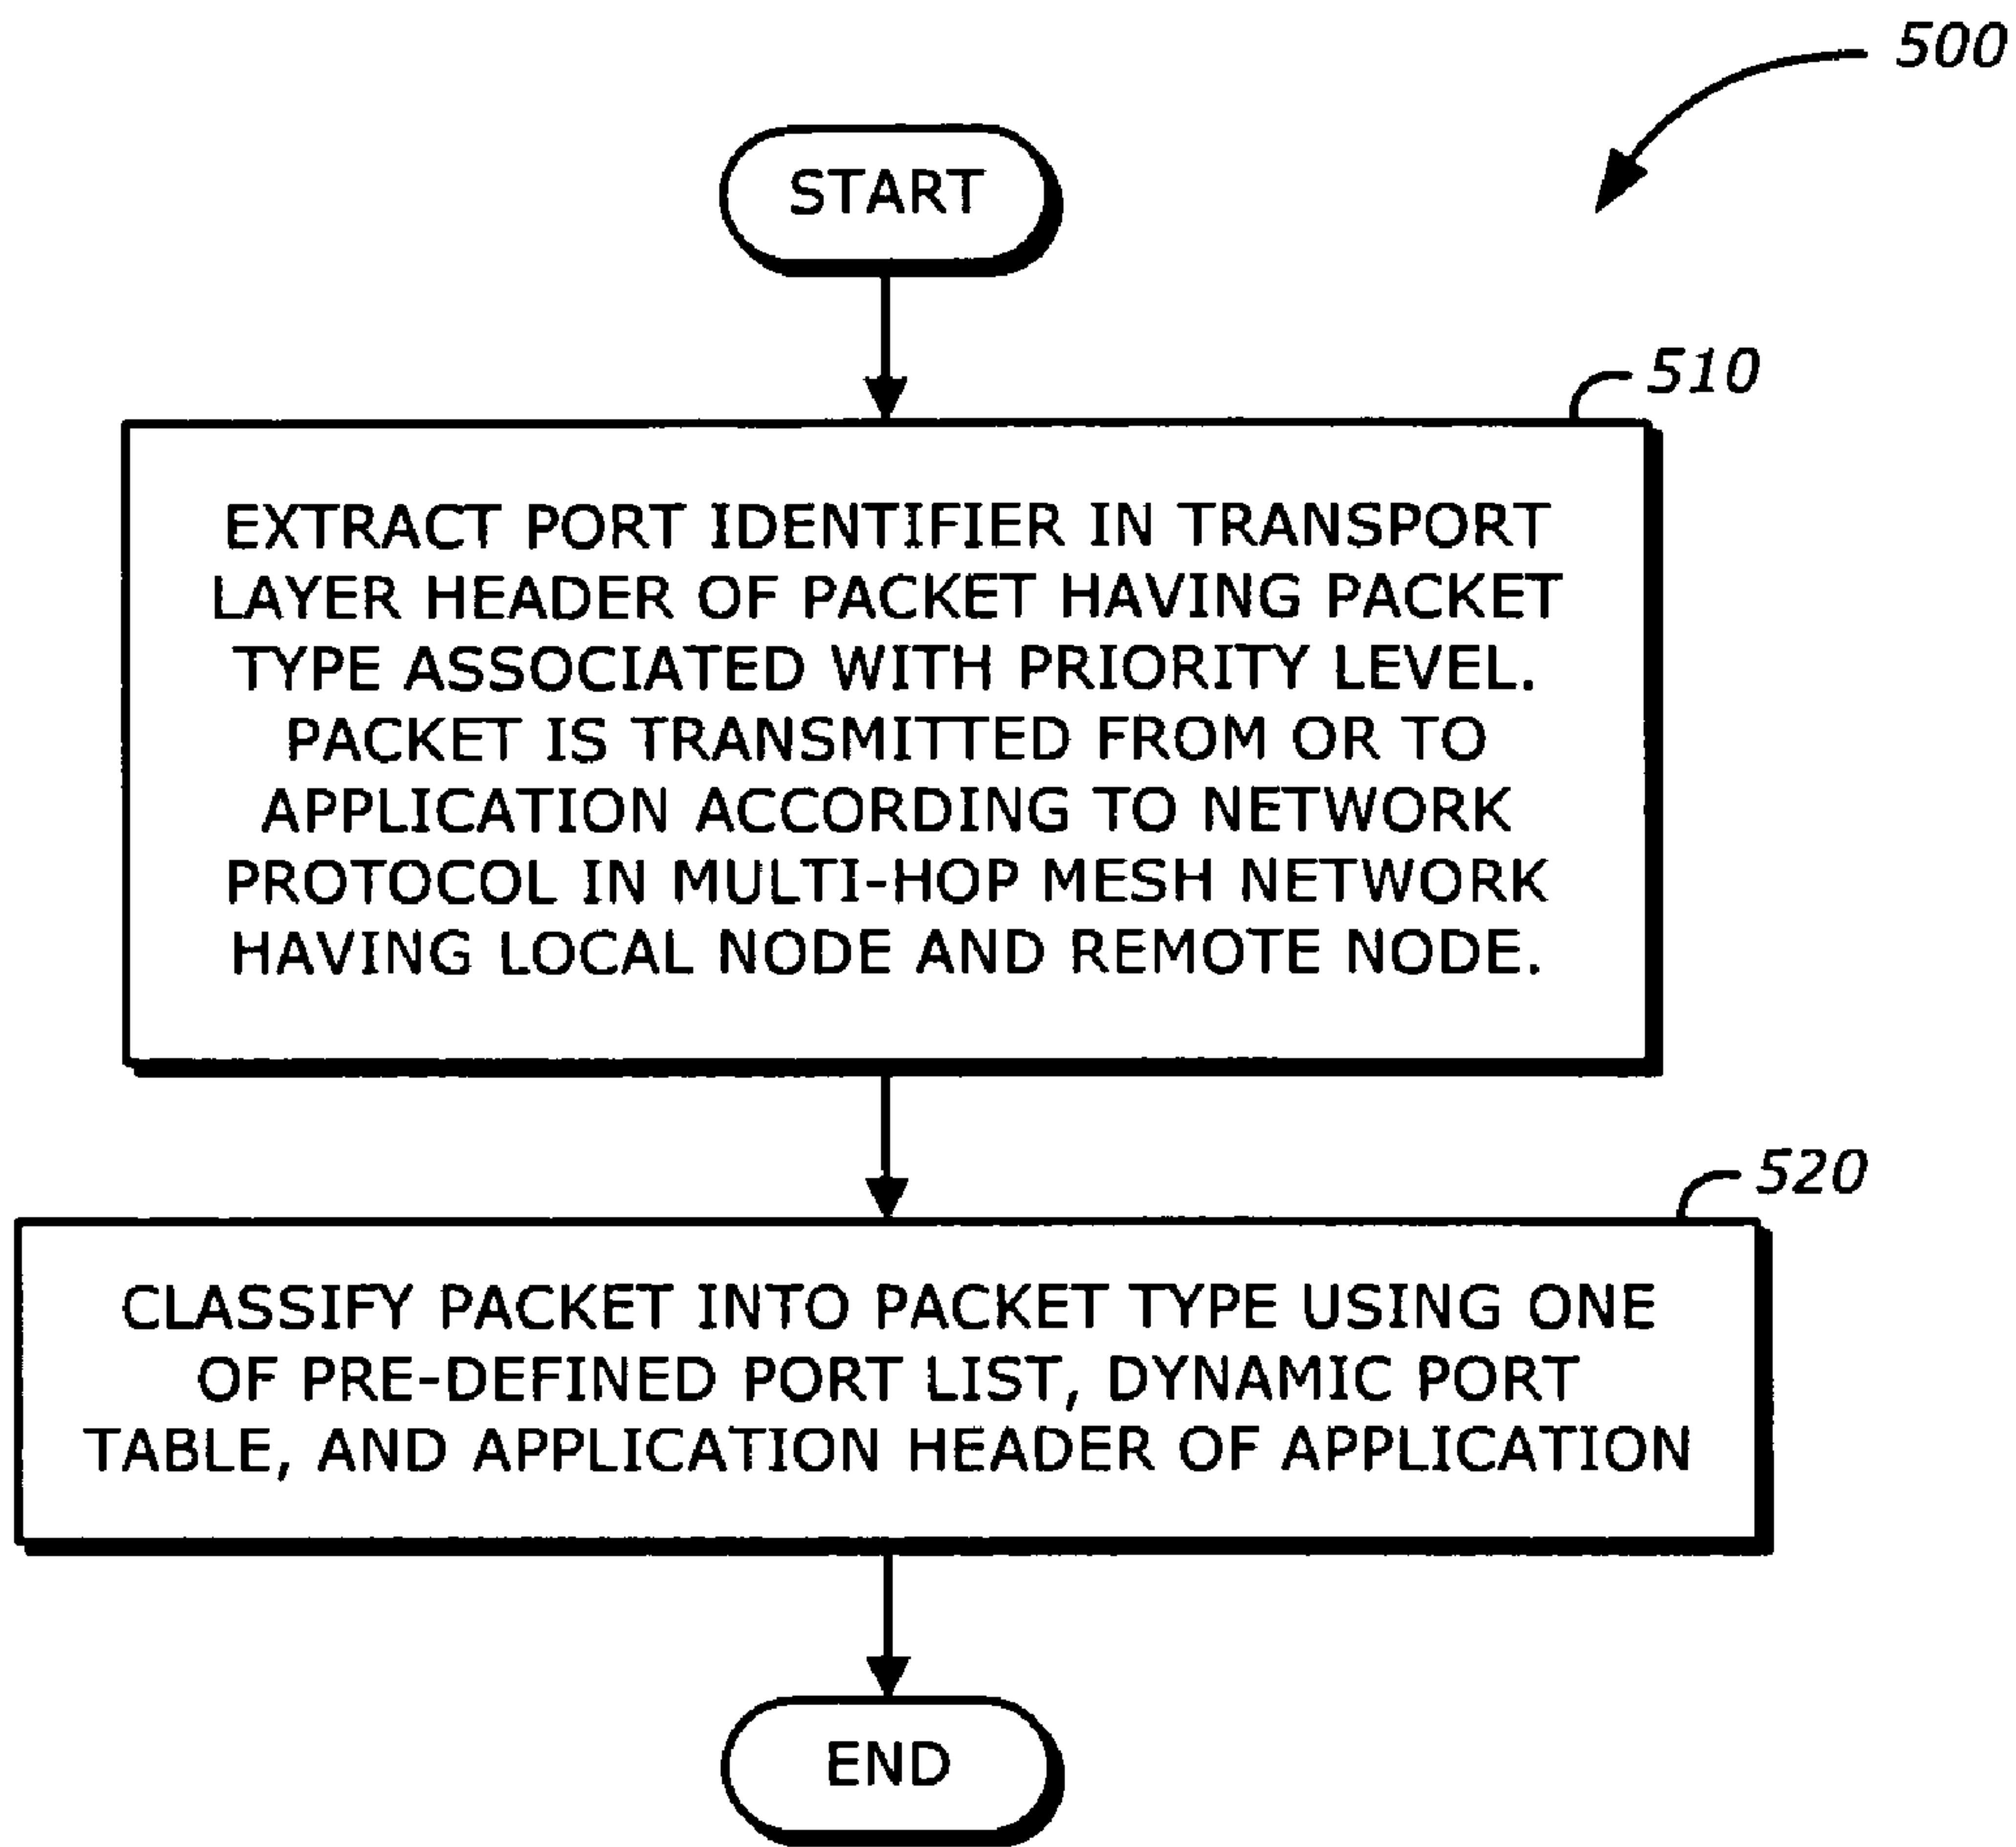 500
START
510
EXTRACT PORT IDENTIFIER IN TRANSPORT
LAYER HEADER OF PACKET HAVING PACKET
TYPE ASSOCIATED WITH PRIORITY LEVEL.
PACKET IS TRANSMITTED FROM OR TO
APPLICATION ACCORDING TO NETWORK
PROTOCOL IN MULTI-HOP MESH NETWORK
HAVING LOCAL NODE AND REMOTE NODE.
520
CLASSIFY PACKET INTO PACKET TYPE USING ONE
OF PRE-DEFINED PORT LIST, DYNAMIC PORT
TABLE, AND APPLICATION HEADER OF APPLICATION
END